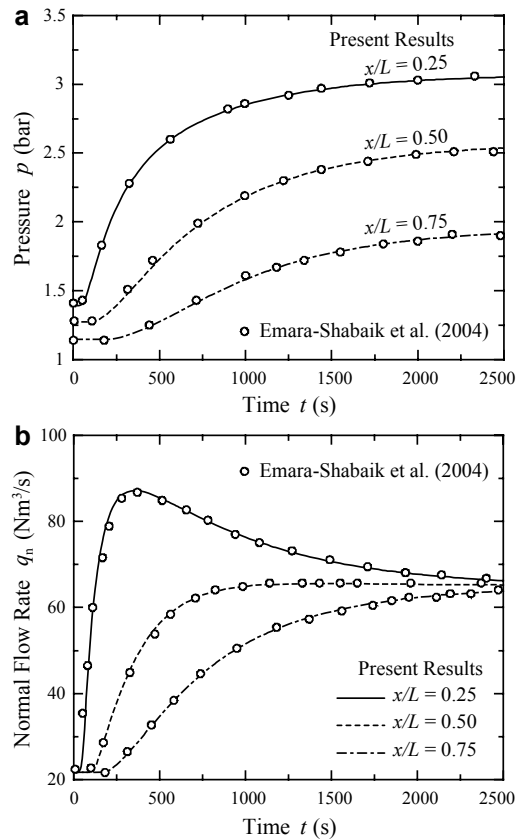 a
3.5
3
2.5
2
1.5
1
Pressure p (bar)
Present Results
x/L = 0.25
x/L = 0.50
x/L = 0.75
Emara-Shabaik et al. (2004)
0 500 1000 1500 2000 2500
Time t (s)
b
100
80
60
40
20
Normal Flow Rate qn (Nm³/s)
Emara-Shabaik et al. (2004)
Present Results
x/L = 0.25
x/L = 0.50
x/L = 0.75
0 500 1000 1500 2000 2500
Time t (s)